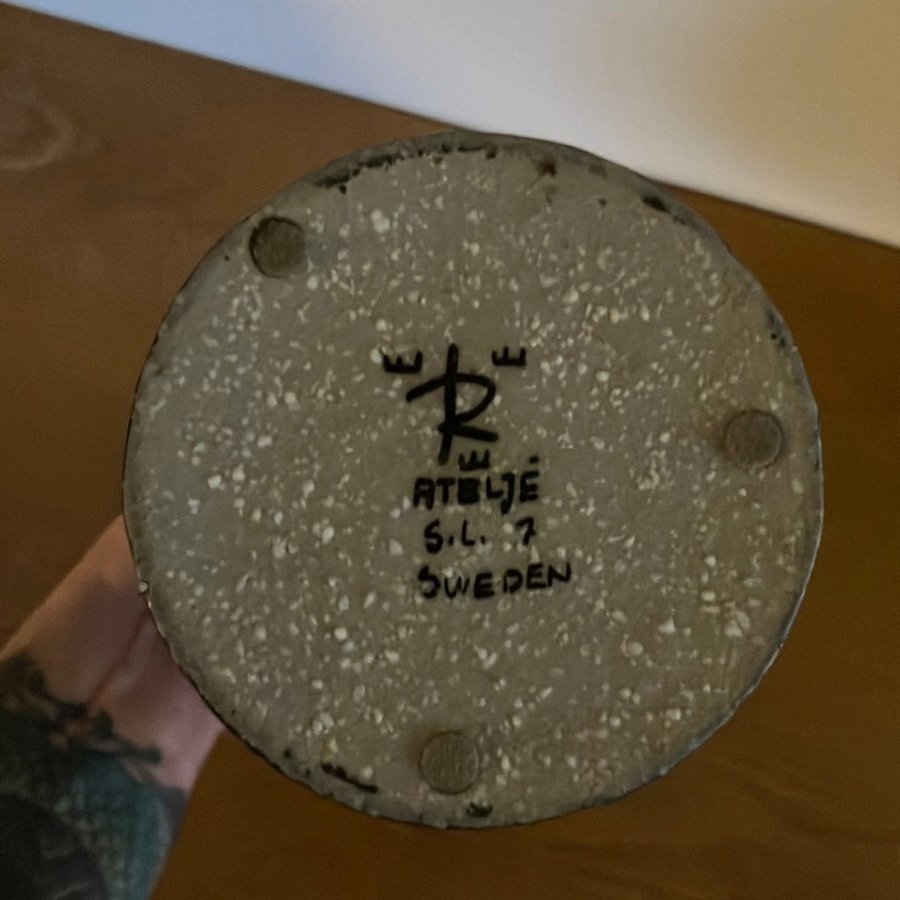 R
ATELJÉ
S.L. 7
SWEDEN